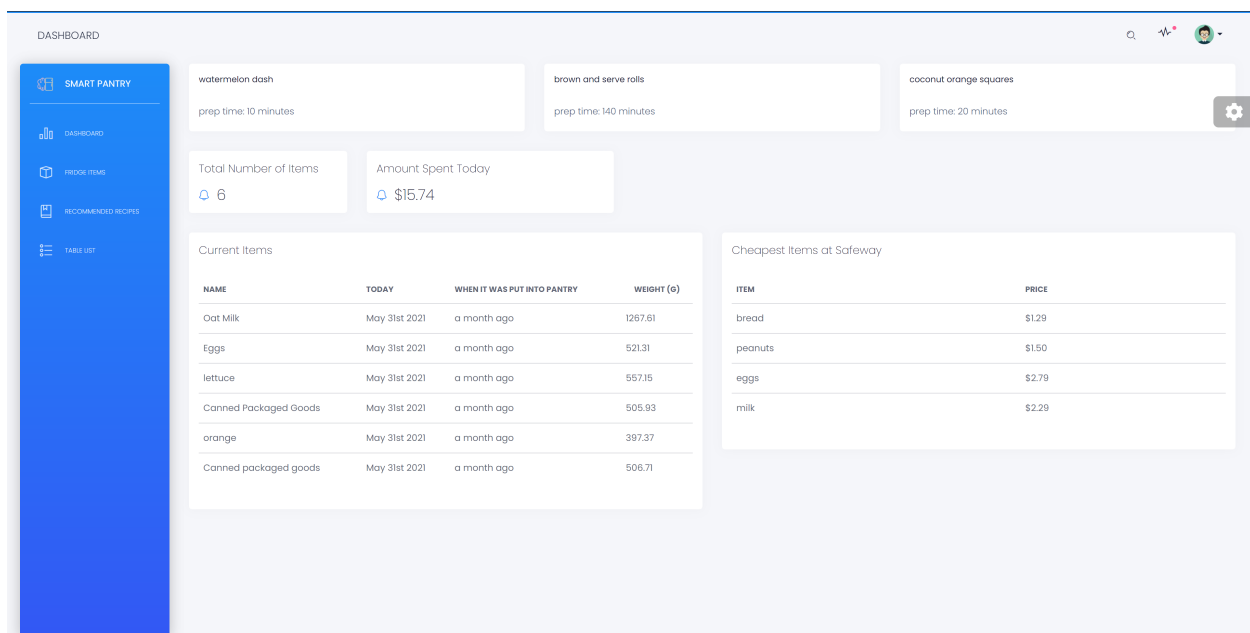 DASHBOARD
SMART PANTRY
DASHBOARD
FRIDGE ITEMS
RECOMMENDED RECIPES
TABLE LIST
watermelon dash
prep time: 10 minutes
brown and serve rolls
prep time: 140 minutes
coconut orange squares
prep time: 20 minutes
Total Number of Items
6
Amount Spent Today
$15.74
Current Items
NAME TODAY WHEN IT WAS PUT INTO PANTRY WEIGHT (G)
Oat Milk May 31st 2021 a month ago 1267.61
Eggs May 31st 2021 a month ago 521.31
lettuce May 31st 2021 a month ago 557.15
Canned Packaged Goods May 31st 2021 a month ago 505.93
orange May 31st 2021 a month ago 397.37
Canned packaged goods May 31st 2021 a month ago 506.71
Cheapest Items at Safeway
ITEM PRICE
bread $1.29
peanuts $1.50
eggs $2.79
milk $2.29